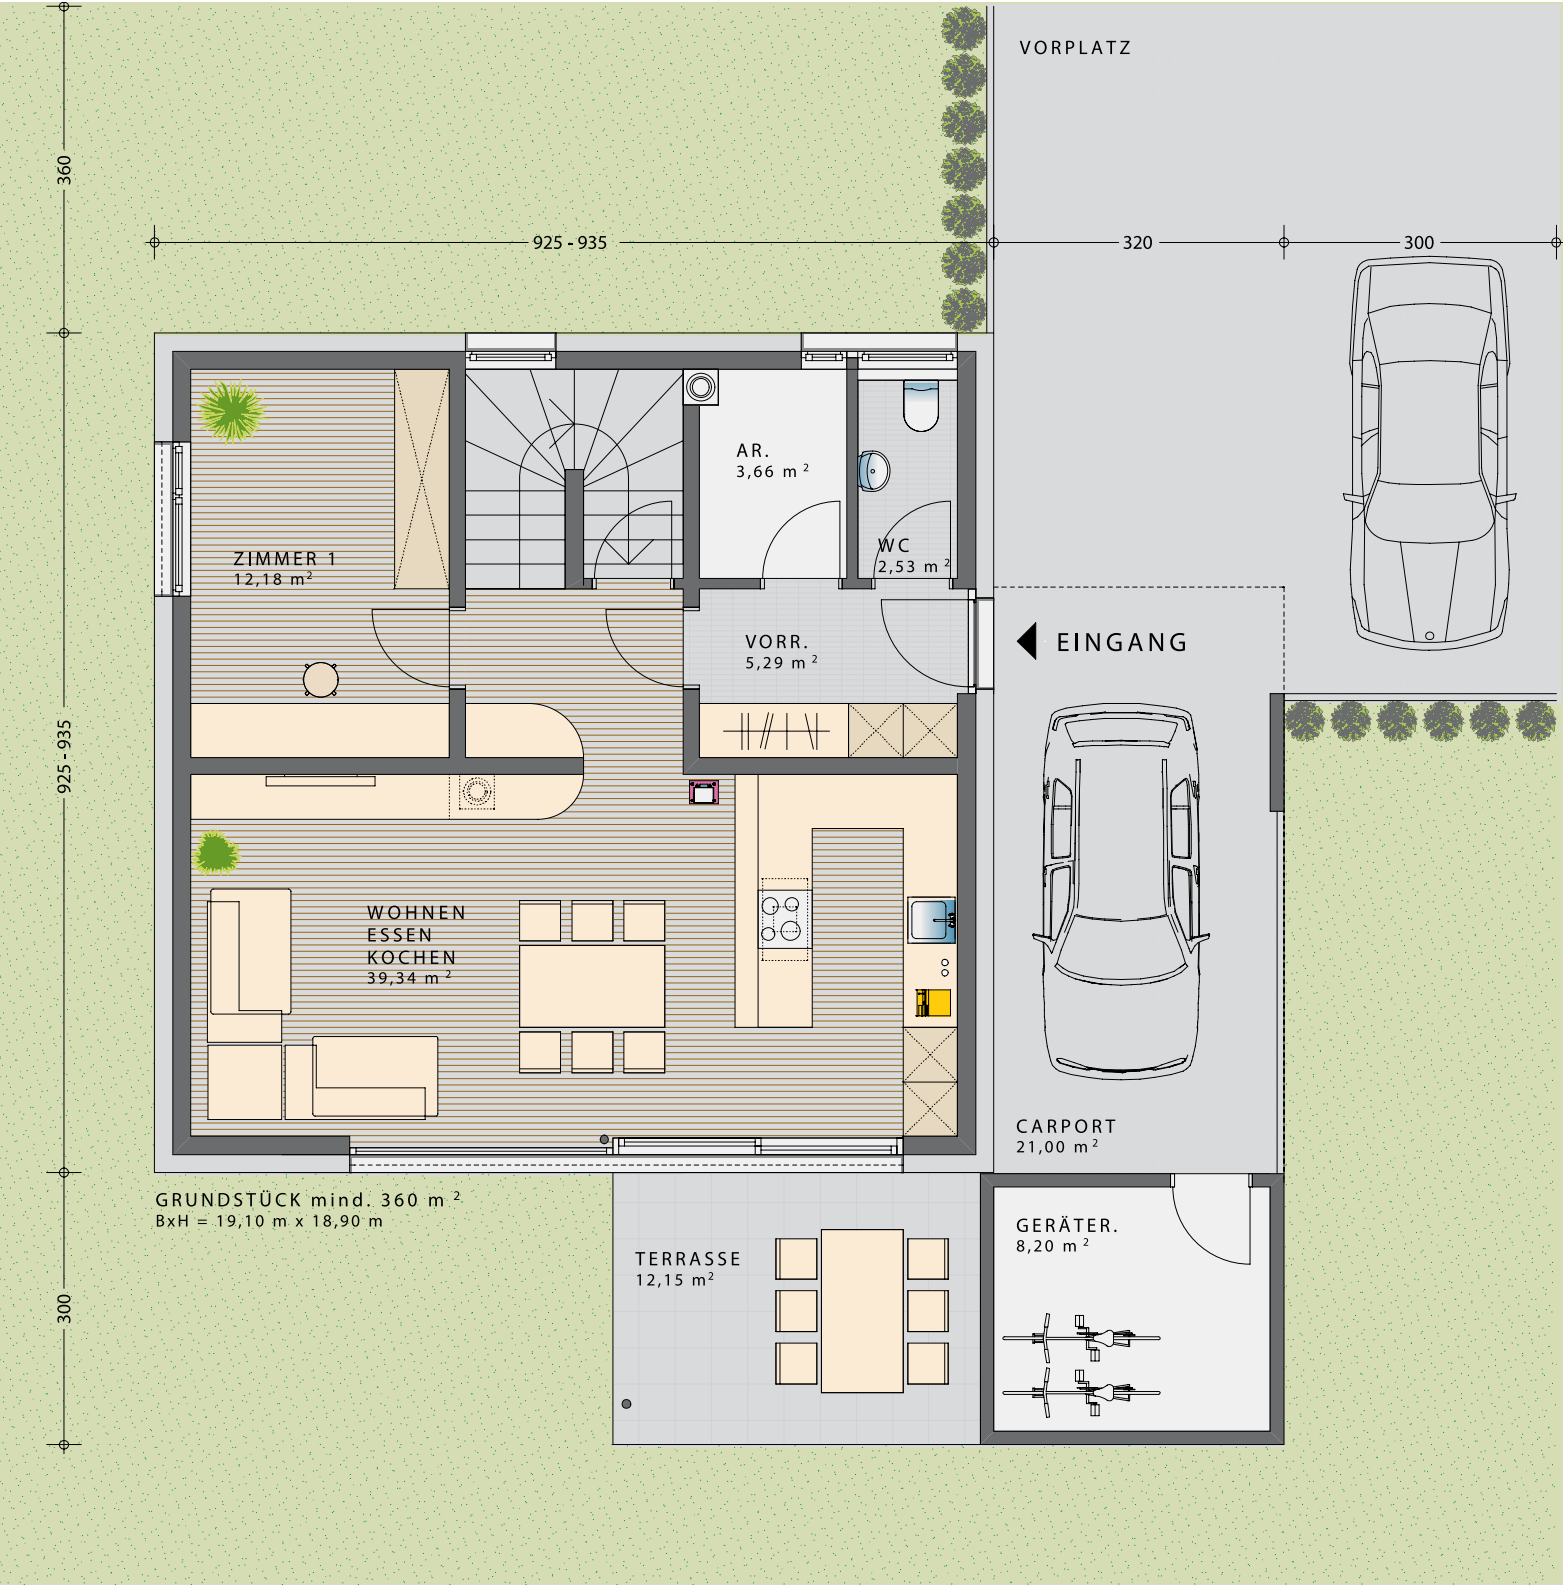 VORPLATZ
360
925 - 935
320
300
AR.
3,66 m ²
ZIMMER 1
12,18 m²
WC
2,53 m ²
VORR.
5,29 m ²
EINGANG
925 - 935
WOHNEN
ESSEN
KOCHEN
39,34 m ²
CARPORT
21,00 m ²
GRUNDSTÜCK mind. 360 m ²
BxH = 19,10 m x 18,90 m
GERÄTER.
8,20 m ²
TERRASSE
12,15 m²
300